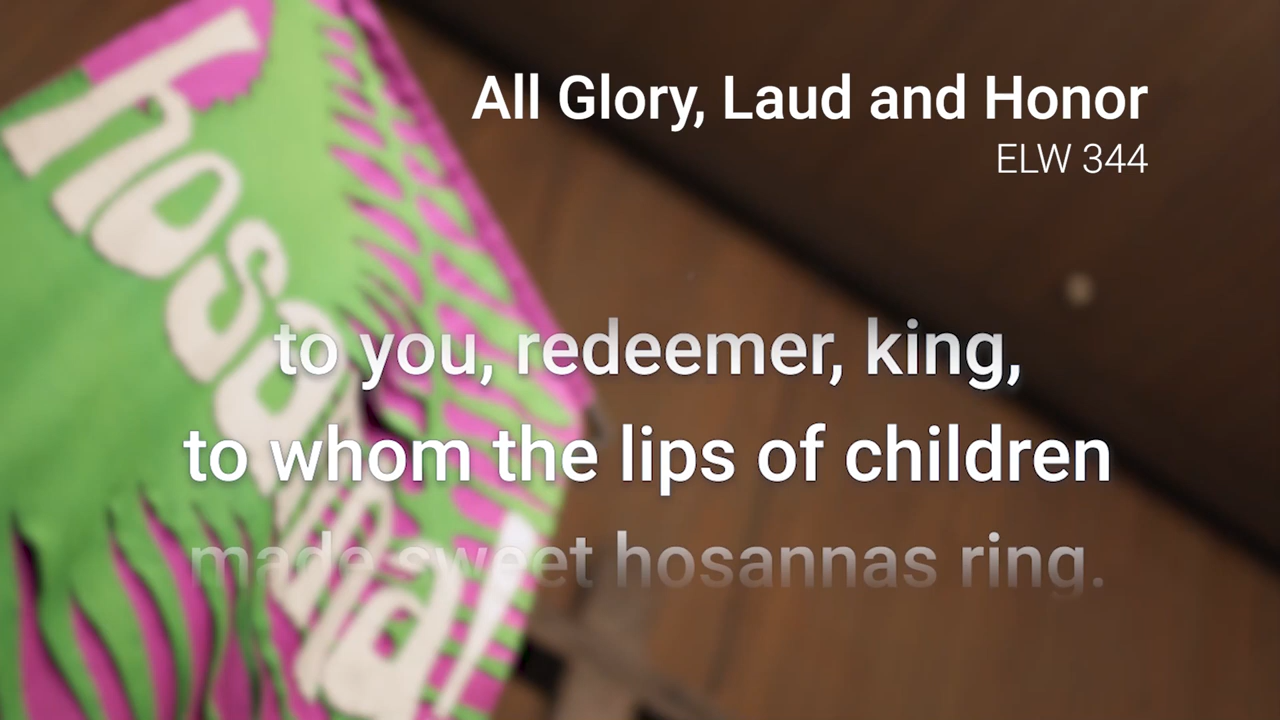 All Glory, Laud and Honor
ELW 344
hosanna!
to you, redeemer, king,
to whom the lips of children
made sweet hosannas ring.